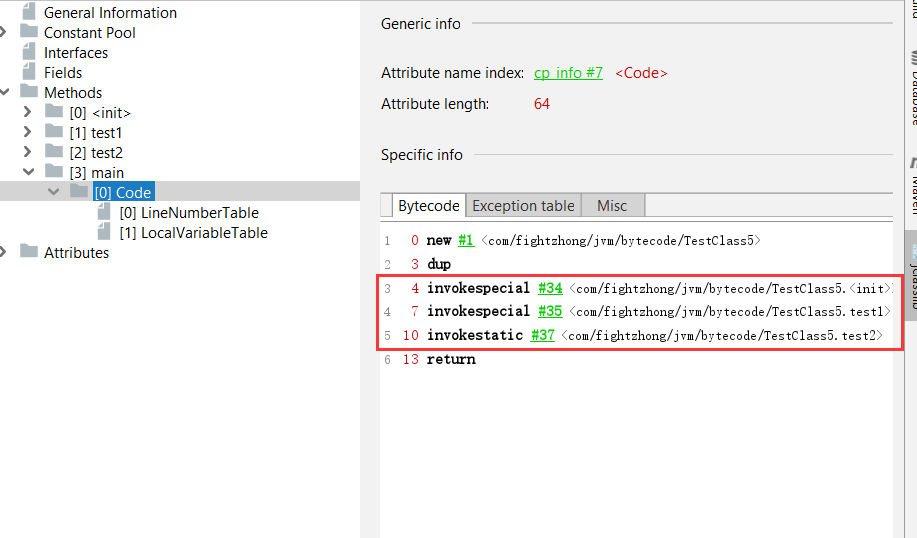 General Information
Constant Pool
Interfaces
Fields
Methods
[0] <init>
[1] test1
[2] test2
[3] main
[0] Code
[0] LineNumberTable
[1] LocalVariableTable
Attributes
Generic info
Attribute name index: cp info #7 <Code>
Attribute length: 64
Specific info
Bytecode Exception table Misc
1 0 new #1 <com/fightzhong/jvm/bytecode/TestClass5>
2 3 dup
3 4 invokespecial #34 <com/fightzhong/jvm/bytecode/TestClass5.<init>
4 7 invokespecial #35 <com/fightzhong/jvm/bytecode/TestClass5.test1>
5 10 invokestatic #37 <com/fightzhong/jvm/bytecode/TestClass5.test2>
6 13 return
Database
Maven
jclasslib